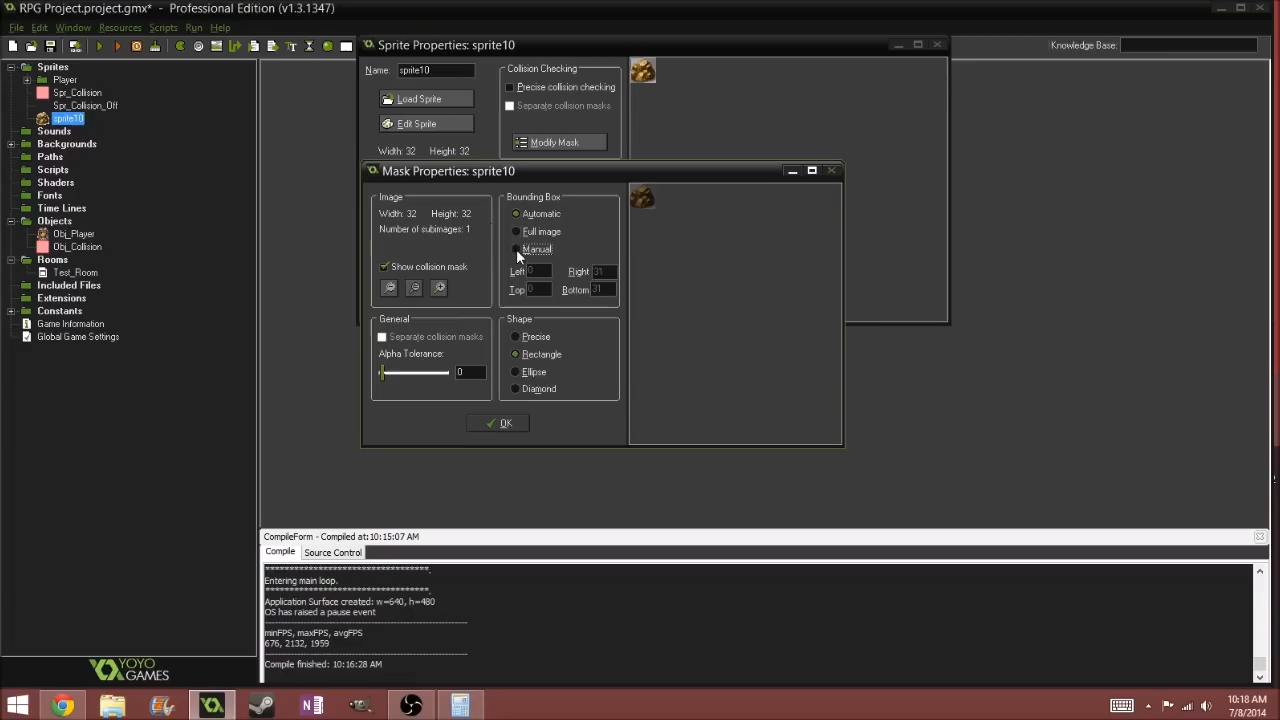 RPG Project.project.gmx* - Professional Edition (v1.3.1347)
File Edit Window Resources Scripts Run Help
Knowledge Base:
Sprites
Player
Spr_Collision
Spr_Collision_Off
sprite10
Sounds
Backgrounds
Paths
Scripts
Shaders
Fonts
Time Lines
Objects
Obj_Player
Obj_Collision
Rooms
Test_Room
Included Files
Extensions
Constants
Game Information
Global Game Settings
YOYO
GAMES
Sprite Properties: sprite10
Name: sprite10
Load Sprite
Edit Sprite
Width: 32 Height: 32
Collision Checking
Precise collision checking
Separate collision masks
Modify Mask
Mask Properties: sprite10
Image
Width: 32 Height: 32
Number of subimages: 1
Show collision mask
General
Separate collision masks
Alpha Tolerance:
0
Bounding Box
Automatic
Full image
Manual
Left 0 Right 31
Top 0 Bottom 31
Shape
Precise
Rectangle
Ellipse
Diamond
OK
CompileForm - Compiled at:10:15:07 AM
Compile Source Control
Entering main loop.
Application Surface created: w=640, h=480
OS has raised a pause event
minFPS, maxFPS, avgFPS
676, 2132, 1959
Compile finished: 10:16:28 AM
10:18 AM
7/8/2014